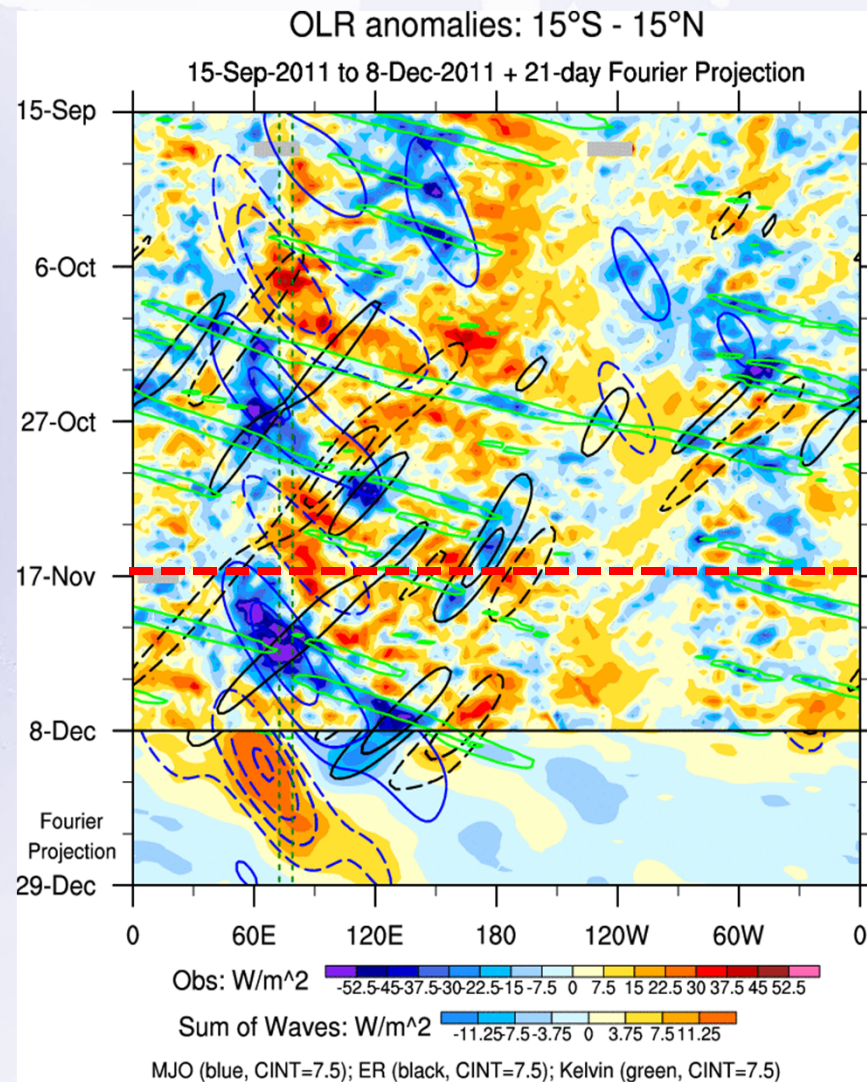 OLR anomalies: 15°S - 15°N
15-Sep-2011 to 8-Dec-2011 + 21-day Fourier Projection
15-Sep
6-Oct
27-Oct
17-Nov
8-Dec
Fourier
Projection
29-Dec
0 60E 120E 180 120W 60W 0
Obs: W/m^2
-52.5-45-37.5-30-22.5-15 -7.5 0 7.5 15 22.5 30 37.5 45 52.5
Sum of Waves: W/m^2
-11.25-7.5-3.75 0 3.75 7.5 11.25
MJO (blue, CINT=7.5); ER (black, CINT=7.5); Kelvin (green, CINT=7.5)